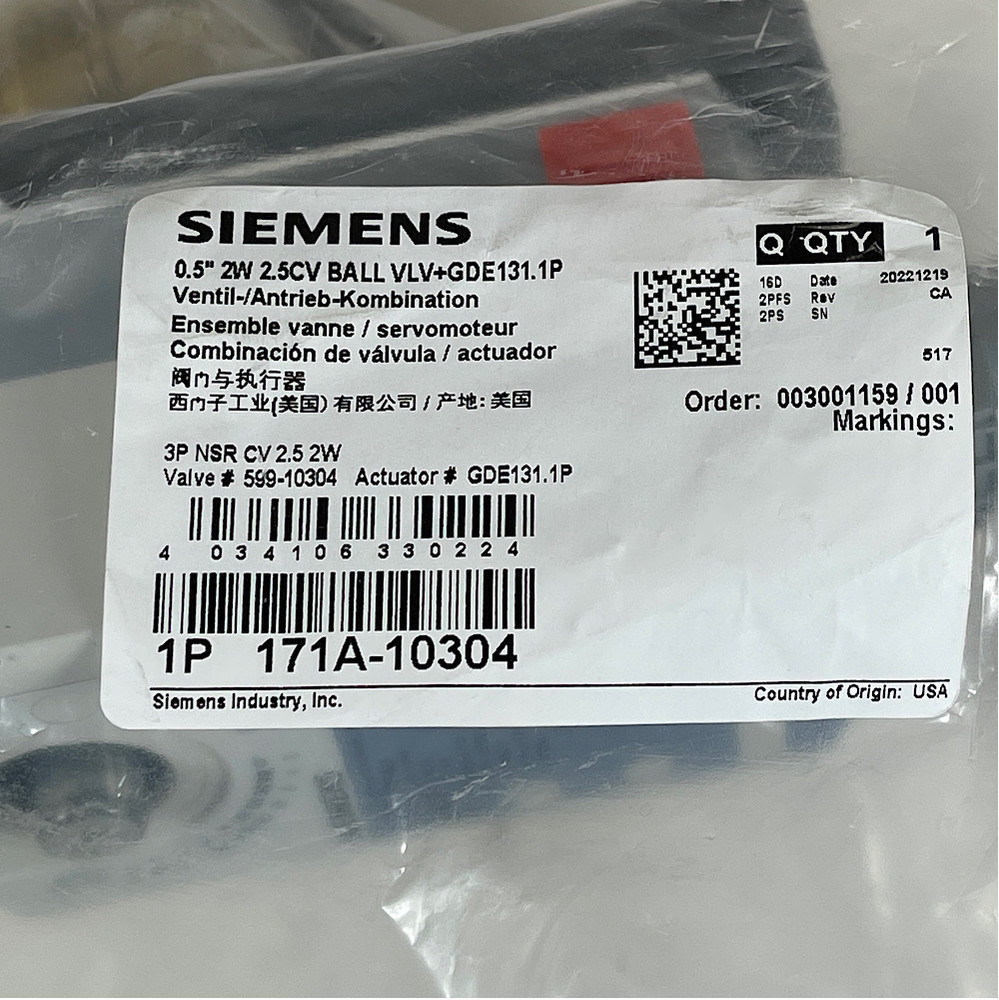 SIEMENS
0.5" 2W 2.5CV BALL VLV+GDE131.1P
Ventil-/Antrieb-Kombination
Ensemble vanne / servomoteur
Combinación de válvula / actuador
阀门与执行器
西门子工业(美国) 有限公司 / 产地: 美国
Q QTY 1
16D Date 20221219
2PFS Rev CA
2PS SN
517
Order: 003001159 / 001
Markings:
3P NSR CV 2.5 2W
Valve # 599-10304 Actuator # GDE131.1P
4 034106 330224
1P 171A-10304
Siemens Industry, Inc.
Country of Origin: USA